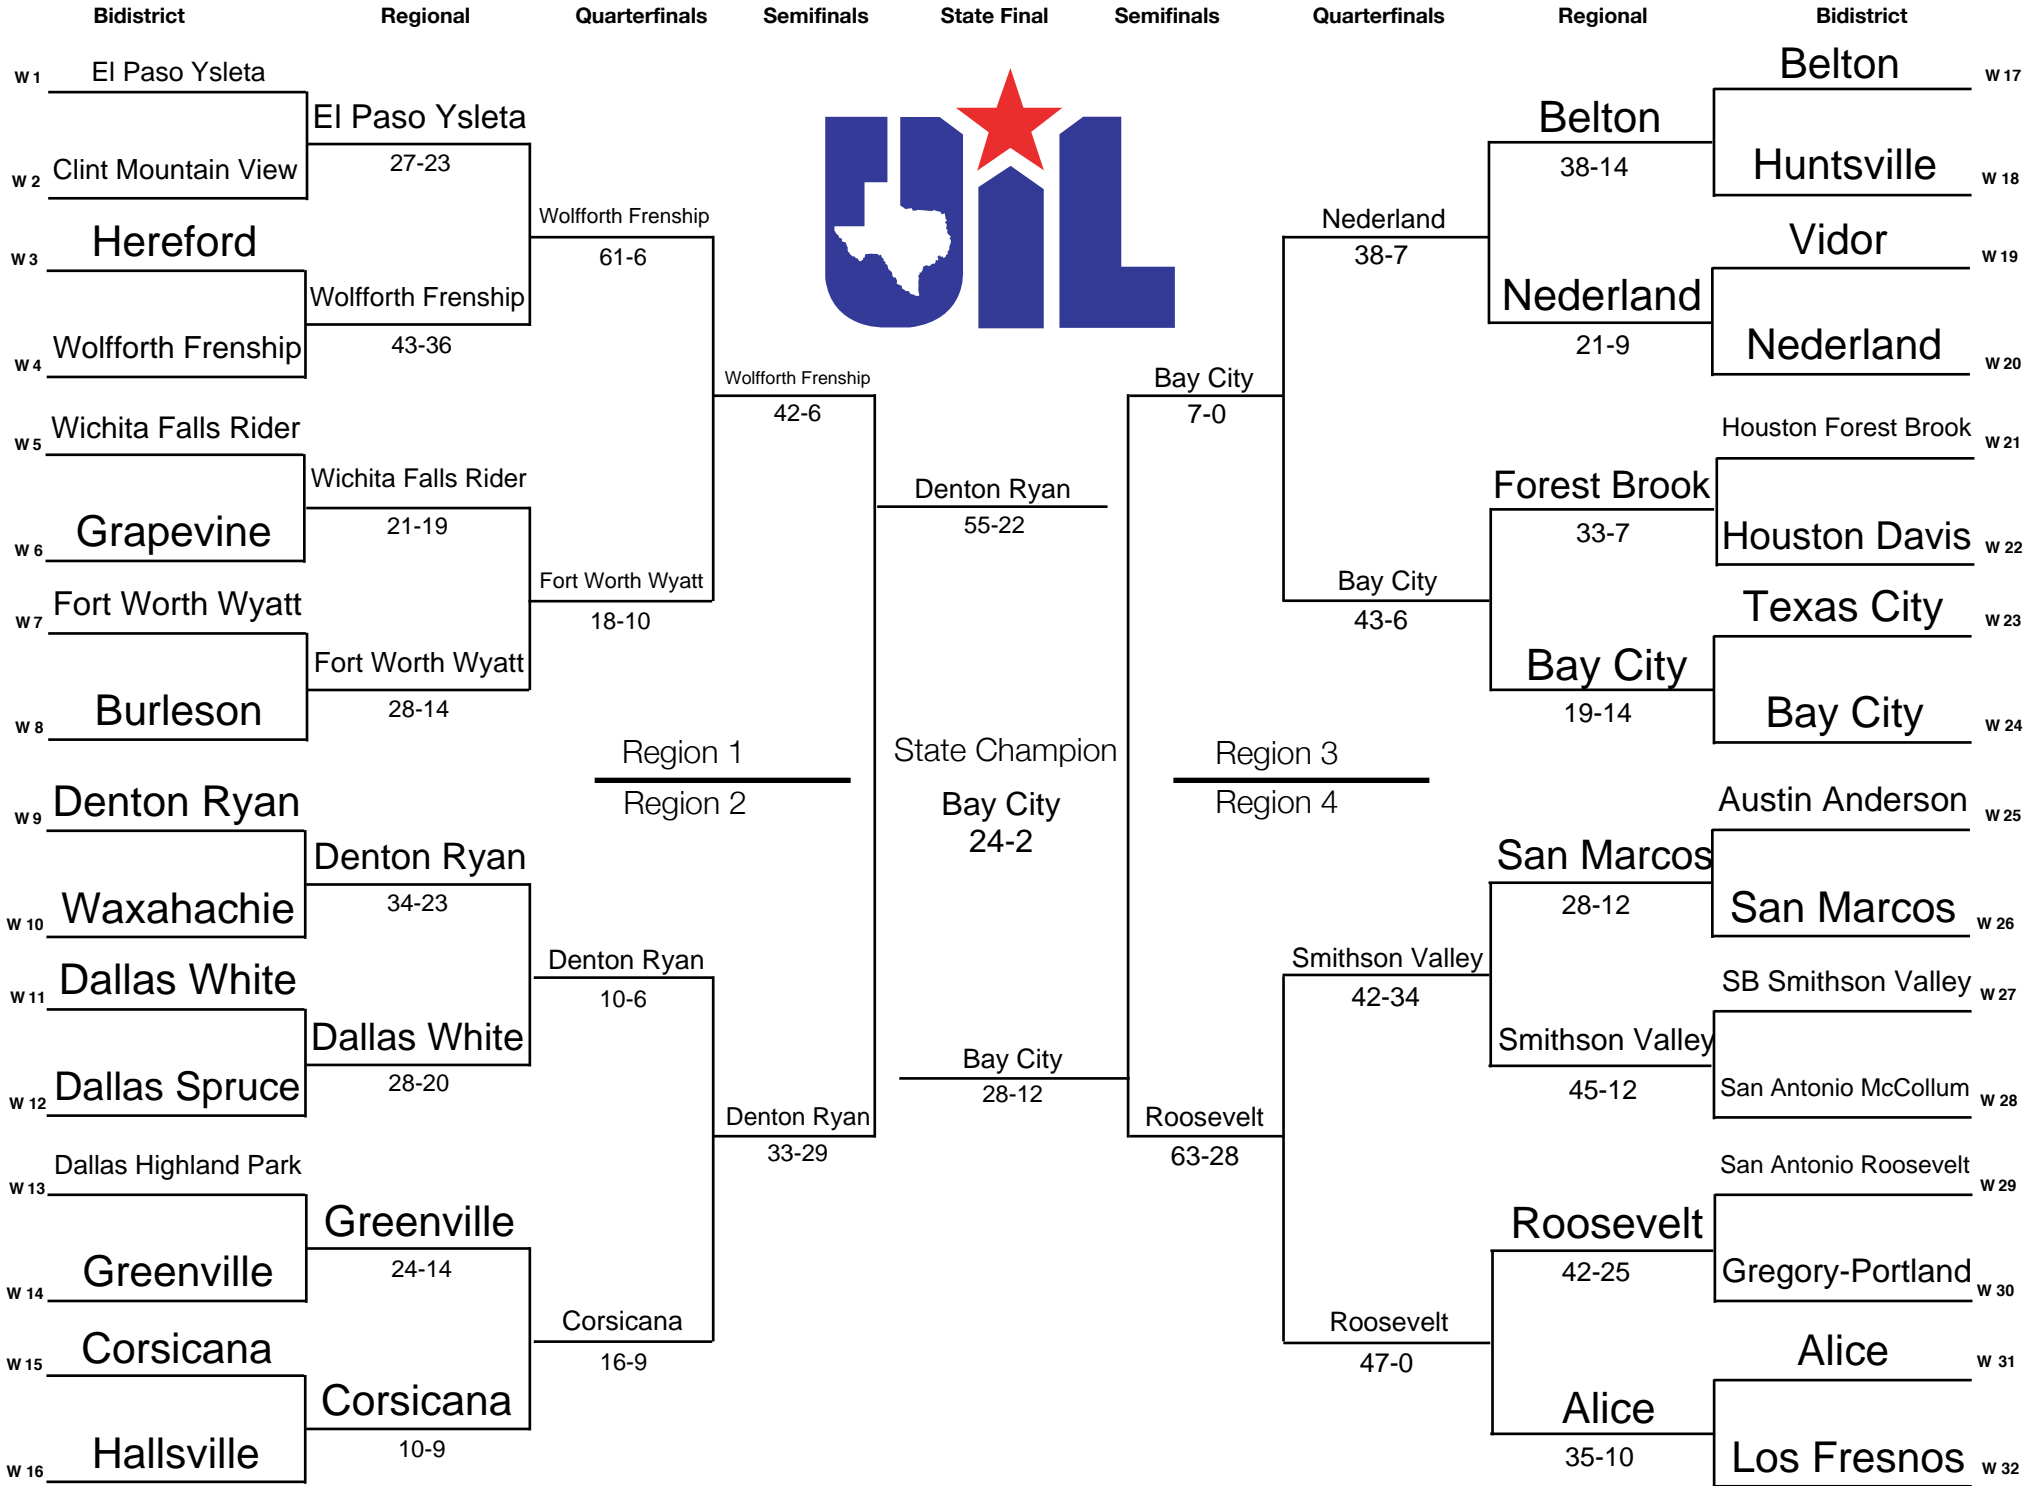 Bidistrict Regional Quarterfinals Semifinals State Final Semifinals Quarterfinals Regional Bidistrict
W 1 El Paso Ysleta
W 2 Clint Mountain View
W 3 Hereford
W 4 Wolfforth Frenship
W 5 Wichita Falls Rider
W 6 Grapevine
W 7 Fort Worth Wyatt
W 8 Burleson
W 9 Denton Ryan
W 10 Waxahachie
W 11 Dallas White
W 12 Dallas Spruce
W 13 Dallas Highland Park
W 14 Greenville
W 15 Corsicana
W 16 Hallsville
El Paso Ysleta
27-23
Wolfforth Frenship
43-36
Wichita Falls Rider
21-19
Fort Worth Wyatt
28-14
Denton Ryan
34-23
Dallas White
28-20
Greenville
24-14
Corsicana
10-9
Wolfforth Frenship
61-6
Fort Worth Wyatt
18-10
Region 1
Region 2
Denton Ryan
10-6
Corsicana
16-9
Wolfforth Frenship
42-6
Denton Ryan
33-29
UIL
Denton Ryan
55-22
State Champion
Bay City
24-2
Bay City
28-12
Bay City
7-0
Roosevelt
63-28
Nederland
38-7
Bay City
43-6
Region 3
Region 4
Smithson Valley
42-34
Roosevelt
47-0
Belton
38-14
Nederland
21-9
Forest Brook
33-7
Bay City
19-14
San Marcos
28-12
Smithson Valley
45-12
Roosevelt
42-25
Alice
35-10
Belton W 17
Huntsville W 18
Vidor W 19
Nederland W 20
Houston Forest Brook W 21
Houston Davis W 22
Texas City W 23
Bay City W 24
Austin Anderson W 25
San Marcos W 26
SB Smithson Valley W 27
San Antonio McCollum W 28
San Antonio Roosevelt W 29
Gregory-Portland W 30
Alice W 31
Los Fresnos W 32